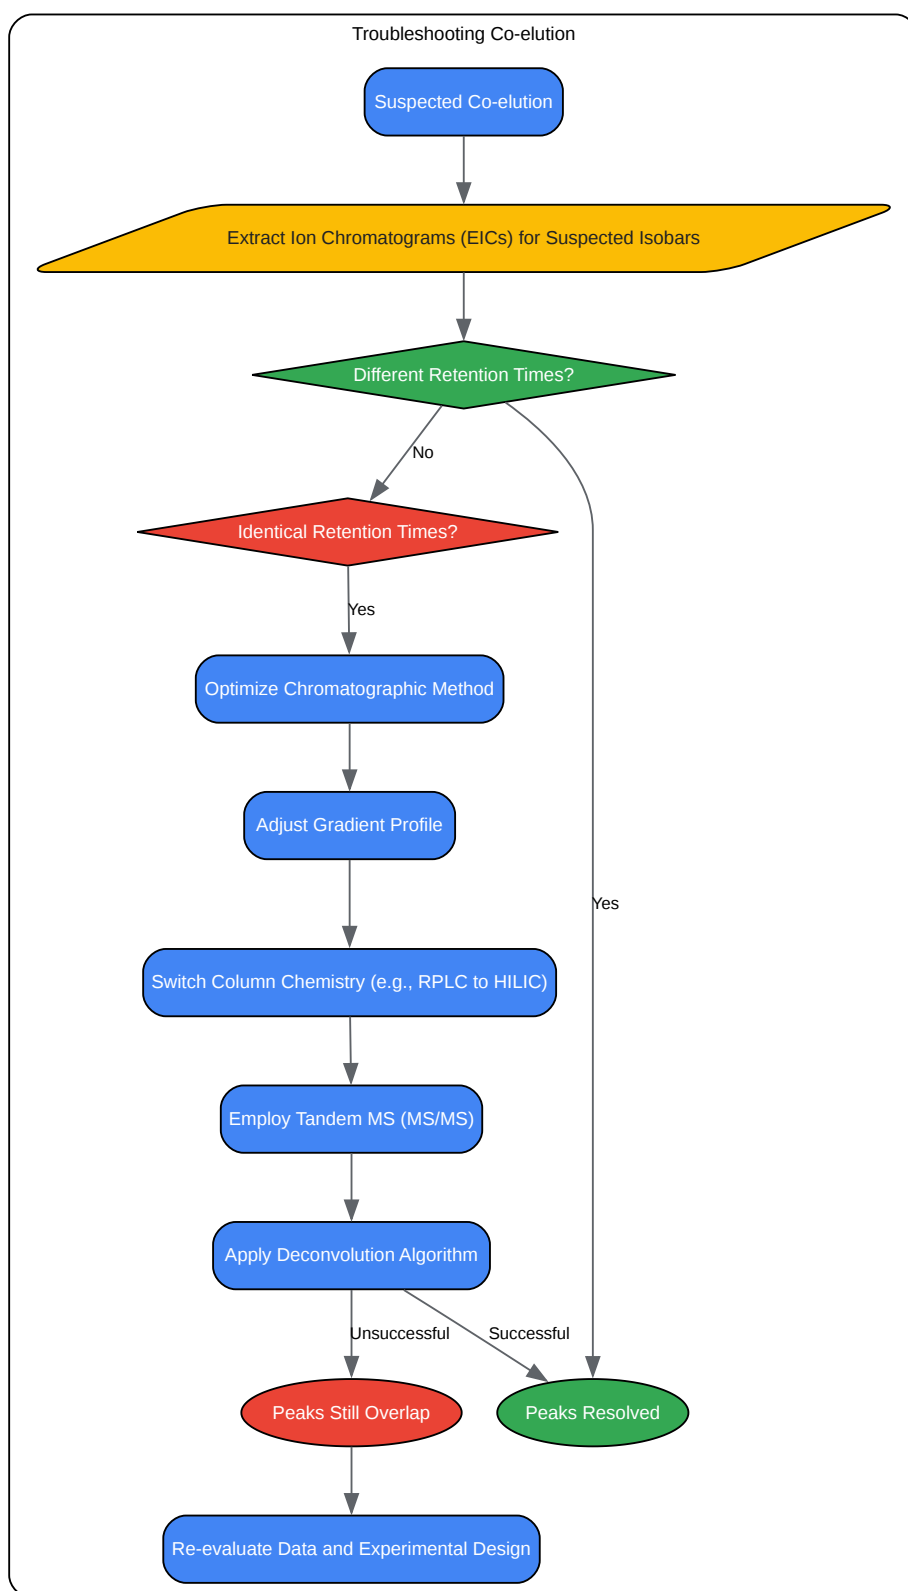 Troubleshooting Co-elution
Suspected Co-elution
Extract Ion Chromatograms (EICs) for Suspected Isobars
Different Retention Times?
No
Identical Retention Times?
Yes
Optimize Chromatographic Method
Adjust Gradient Profile
Yes
Switch Column Chemistry (e.g., RPLC to HILIC)
Employ Tandem MS (MS/MS)
Apply Deconvolution Algorithm
Unsuccessful
Successful
Peaks Still Overlap
Peaks Resolved
Re-evaluate Data and Experimental Design